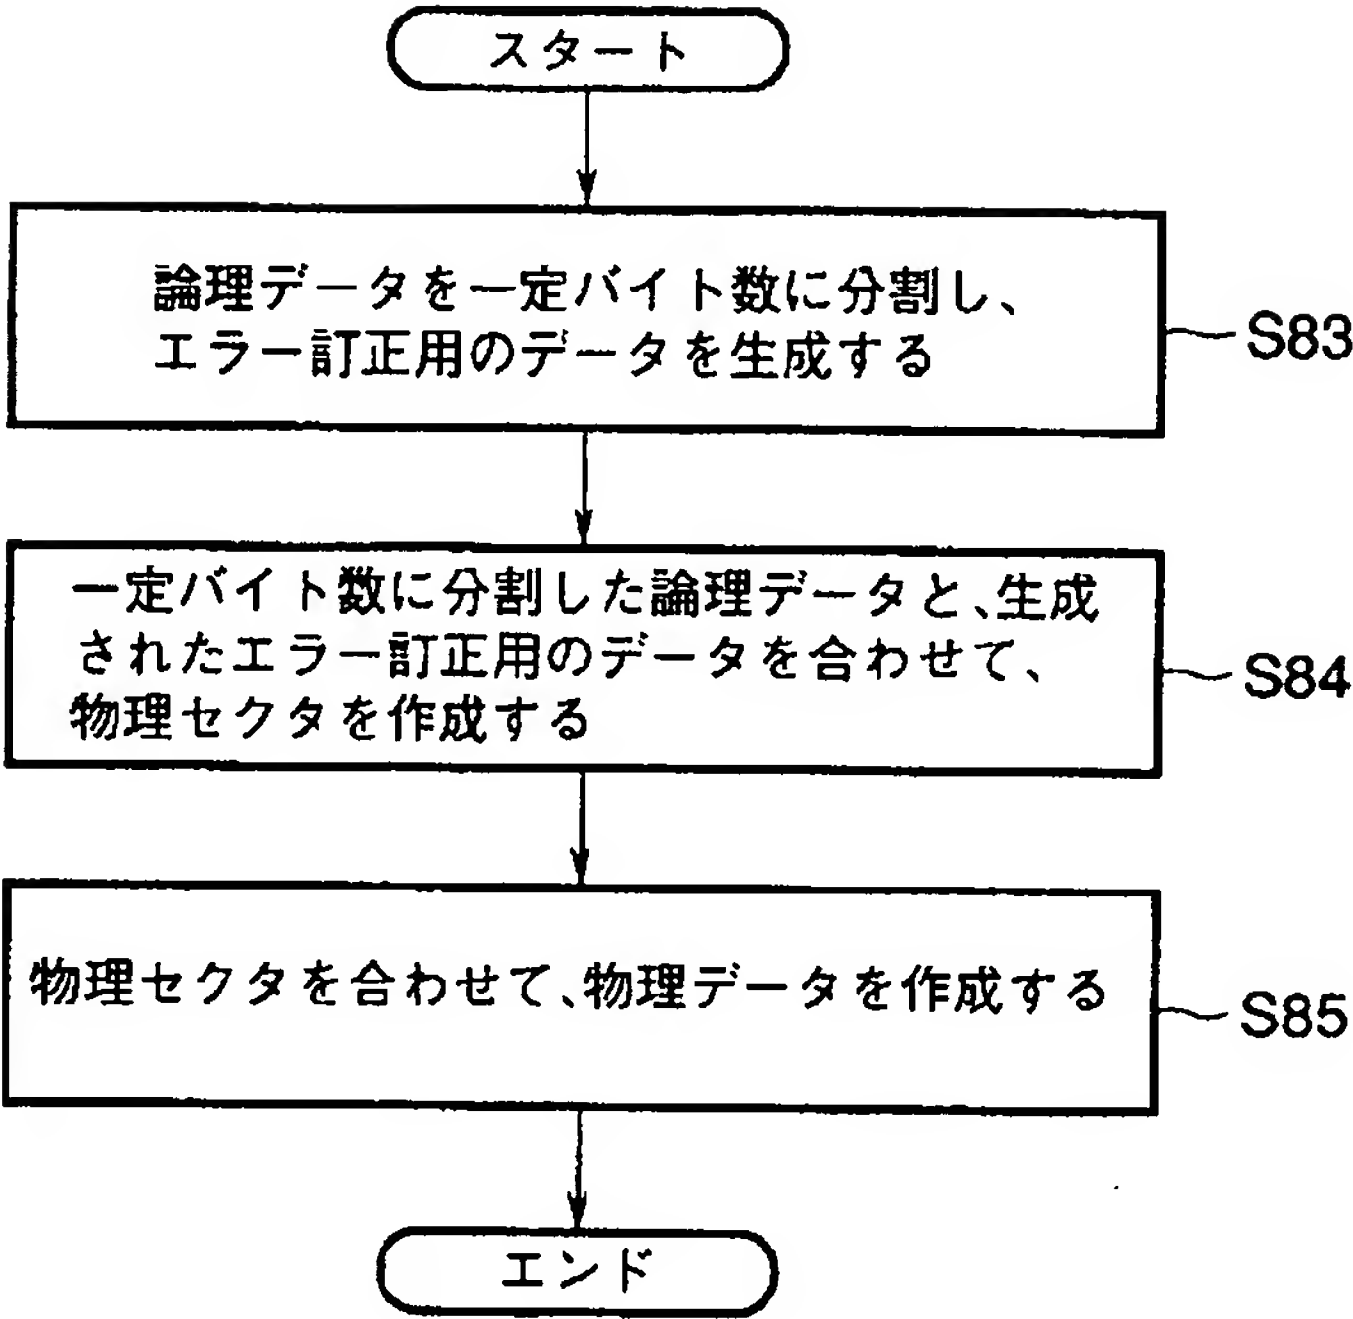 スタート
論理データを一定バイト数に分割し、
エラー訂正用のデータを生成する
S83
一定バイト数に分割した論理データと、生成
されたエラー訂正用のデータを合わせて、
物理セクタを作成する
S84
物理セクタを合わせて、物理データを作成する
S85
エンド